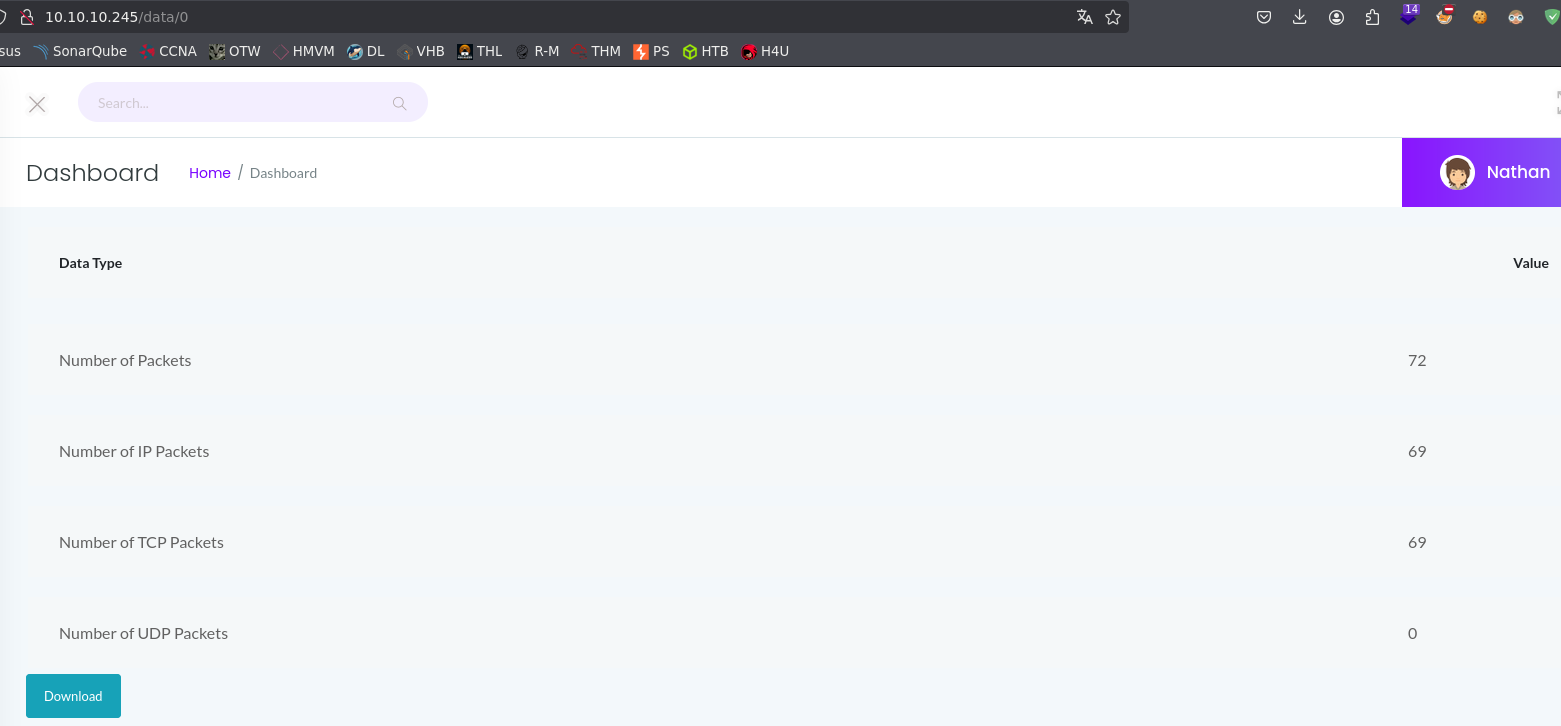 10.10.10.245/data/0
14
sus SonarQube CCNA OTW HMVM DL VHB THL R-M THM PS HTB H4U
Search...
Dashboard Home / Dashboard Nathan
Data Type Value
Number of Packets 72
Number of IP Packets 69
Number of TCP Packets 69
Number of UDP Packets 0
Download